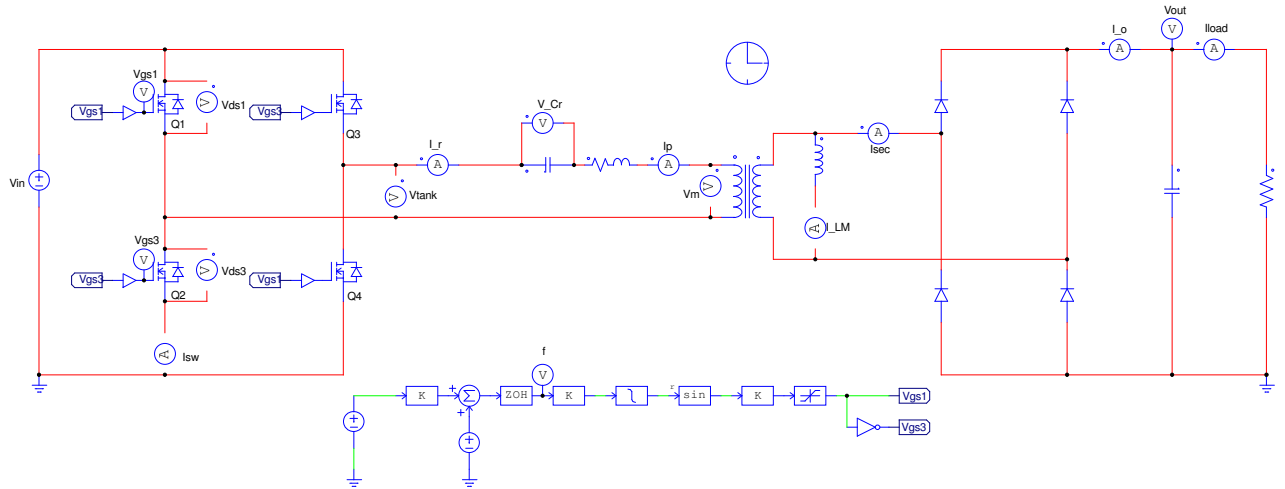 Vout
I_o
Iload
V
A
A
Vgs1
V
Vgs1
V
Vds1
Q1
Vgs3
Q3
V_Cr
V
I_r
A
Ip
A
A
Isec
Vin
Vtank
V
Vm
V
A
I_LM
Vgs3
V
Vgs3
V
Vds3
Q2
Vgs1
Q4
A
Isw
f
V
K
Σ
ZOH
K
r
sin
K
Vgs1
Vgs3